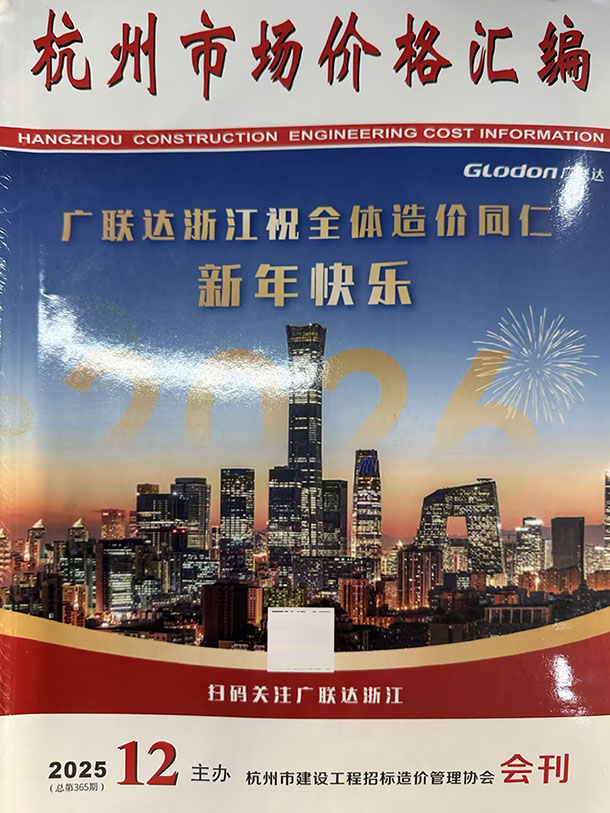 杭州市场价格汇编
HANGZHOU CONSTRUCTION ENGINEERING COST INFORMATION
Glodon广联达
广联达浙江祝全体造价同仁
新年快乐
2026
扫码关注广联达浙江
2025 12 主办 杭州市建设工程招标造价管理协会 会刊
(总第365期)